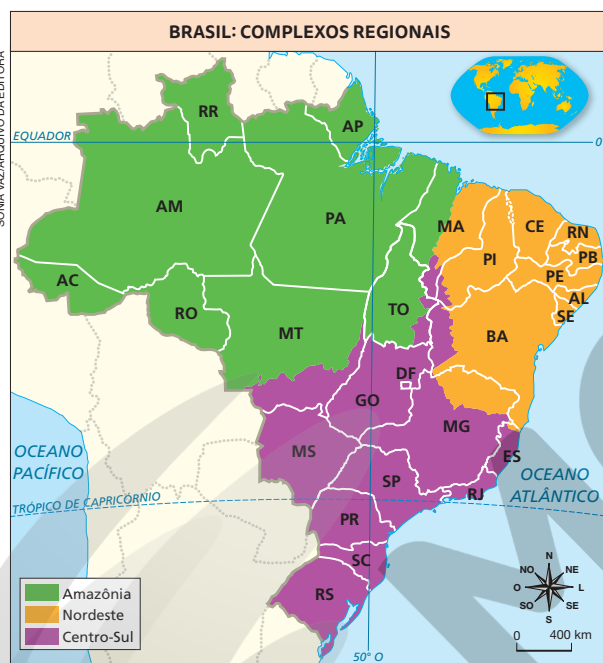 BRASIL: COMPLEXOS REGIONAIS
SONIA VAZ/ARQUIVO DA EDITORA
EQUADOR
0
RR
AP
AM
PA
MA
CE
RN
PB
PI
PE
AL
SE
AC
RO
TO
MT
BA
DF
GO
MG
MS
ES
SP
RJ
PR
SC
RS
OCEANO
PACÍFICO
OCEANO
ATLÂNTICO
TRÓPICO DE CAPRICÓRNIO
N
NO
NE
O
L
SO
SE
S
Amazônia
Nordeste
Centro-Sul
50° O
0 400 km